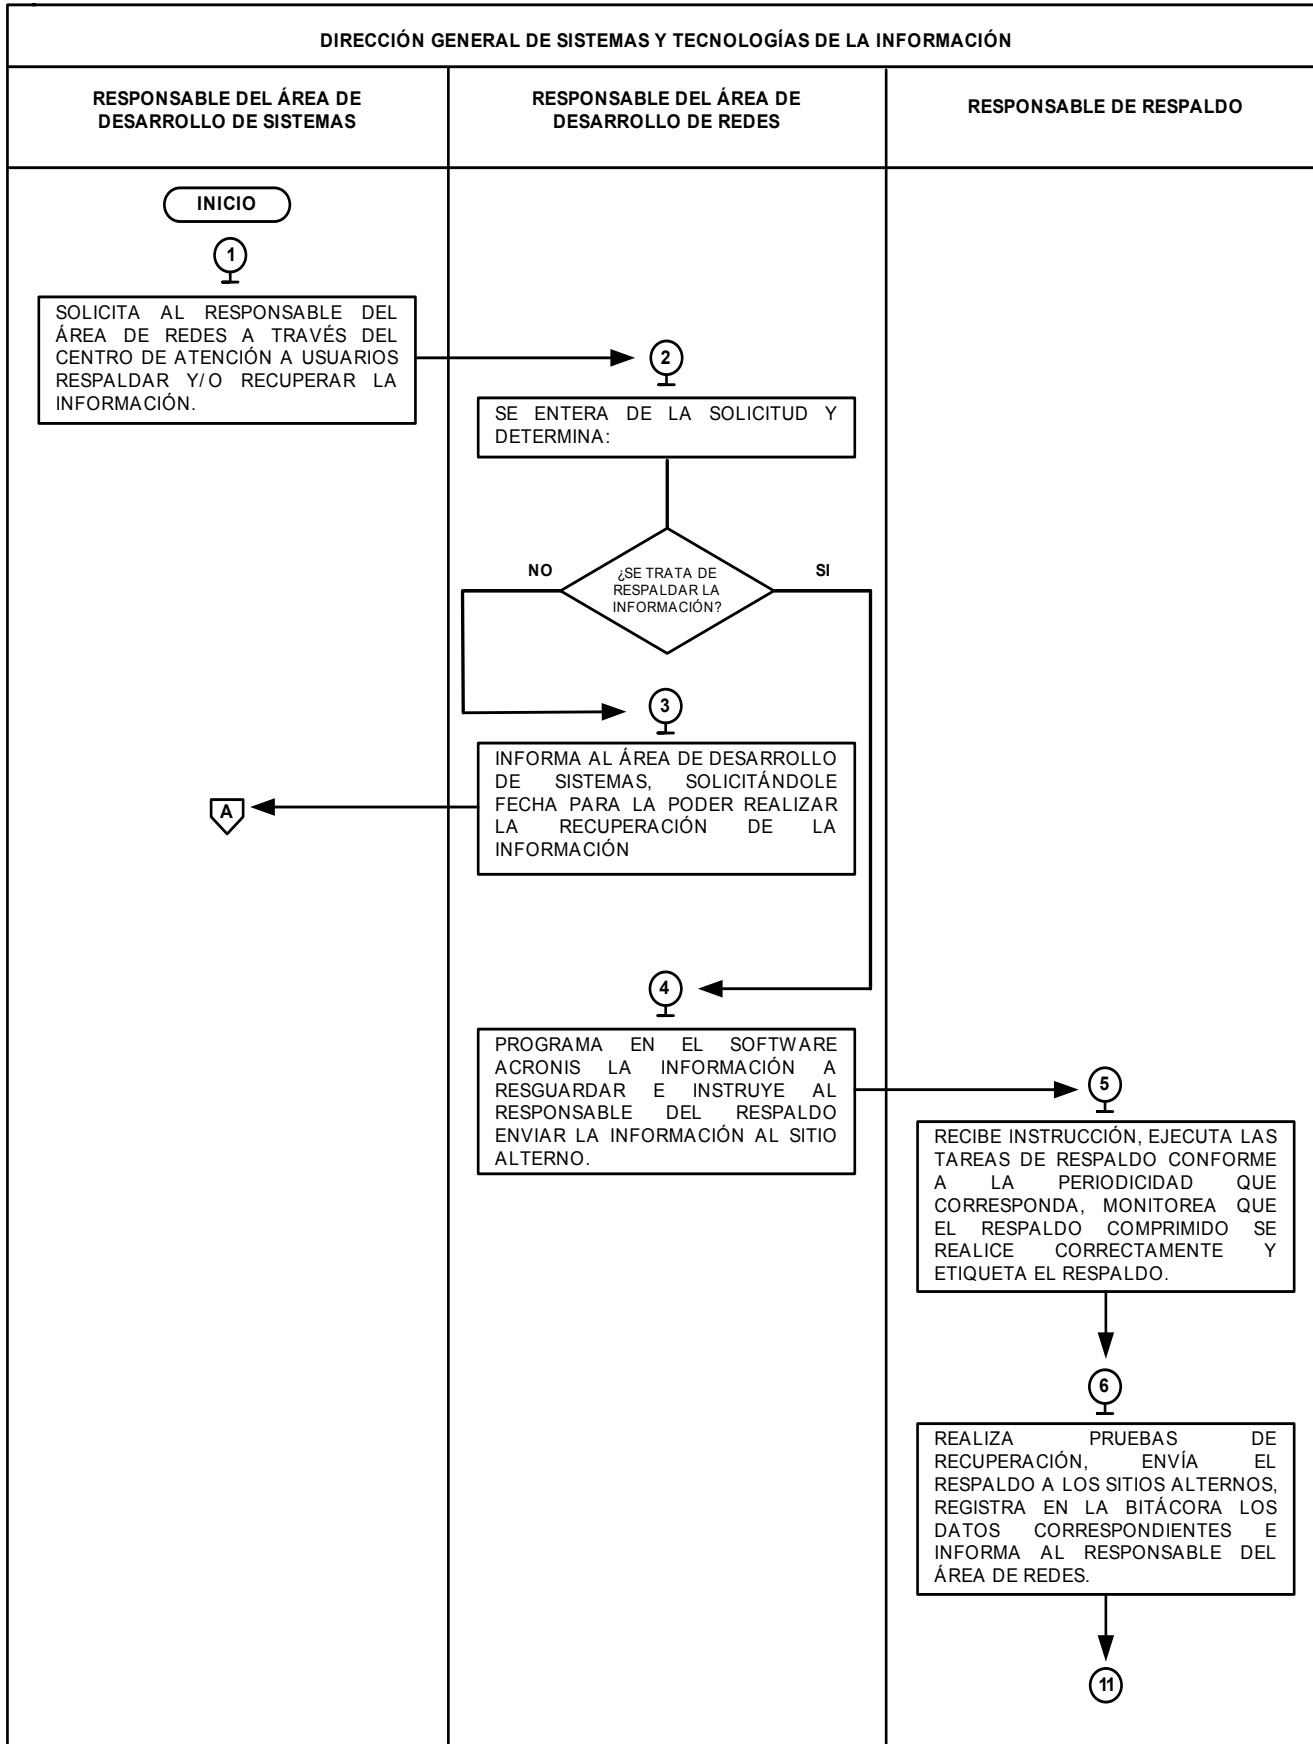 DIRECCIÓN GENERAL DE SISTEMAS Y TECNOLOGÍAS DE LA INFORMACIÓN
RESPONSABLE DEL ÁREA DE
DESARROLLO DE SISTEMAS
RESPONSABLE DEL ÁREA DE
DESARROLLO DE REDES
RESPONSABLE DE RESPALDO
INICIO
1
SOLICITA AL RESPONSABLE DEL
ÁREA DE REDES A TRAVÉS DEL
CENTRO DE ATENCIÓN A USUARIOS
RESPALDAR Y/O RECUPERAR LA
INFORMACIÓN.
2
SE ENTERA DE LA SOLICITUD Y
DETERMINA:
NO
¿SE TRATA DE
RESPALDAR LA
INFORMACIÓN?
SI
3
INFORMA AL ÁREA DE DESARROLLO
DE SISTEMAS, SOLICITÁNDOLE
FECHA PARA LA PODER REALIZAR
LA RECUPERACIÓN DE LA
INFORMACIÓN
A
4
PROGRAMA EN EL SOFTWARE
ACRONIS LA INFORMACIÓN A
RESGUARDAR E INSTRUYE AL
RESPONSABLE DEL RESPALDO
ENVIAR LA INFORMACIÓN AL SITIO
ALTERNO.
5
RECIBE INSTRUCCIÓN, EJECUTA LAS
TAREAS DE RESPALDO CONFORME
A LA PERIODICIDAD QUE
CORRESPONDA, MONITOREA QUE
EL RESPALDO COMPRIMIDO SE
REALICE CORRECTAMENTE Y
ETIQUETA EL RESPALDO.
6
REALIZA PRUEBAS DE
RECUPERACIÓN, ENVÍA EL
RESPALDO A LOS SITIOS ALTERNOS,
REGISTRA EN LA BITÁCORA LOS
DATOS CORRESPONDIENTES E
INFORMA AL RESPONSABLE DEL
ÁREA DE REDES.
11